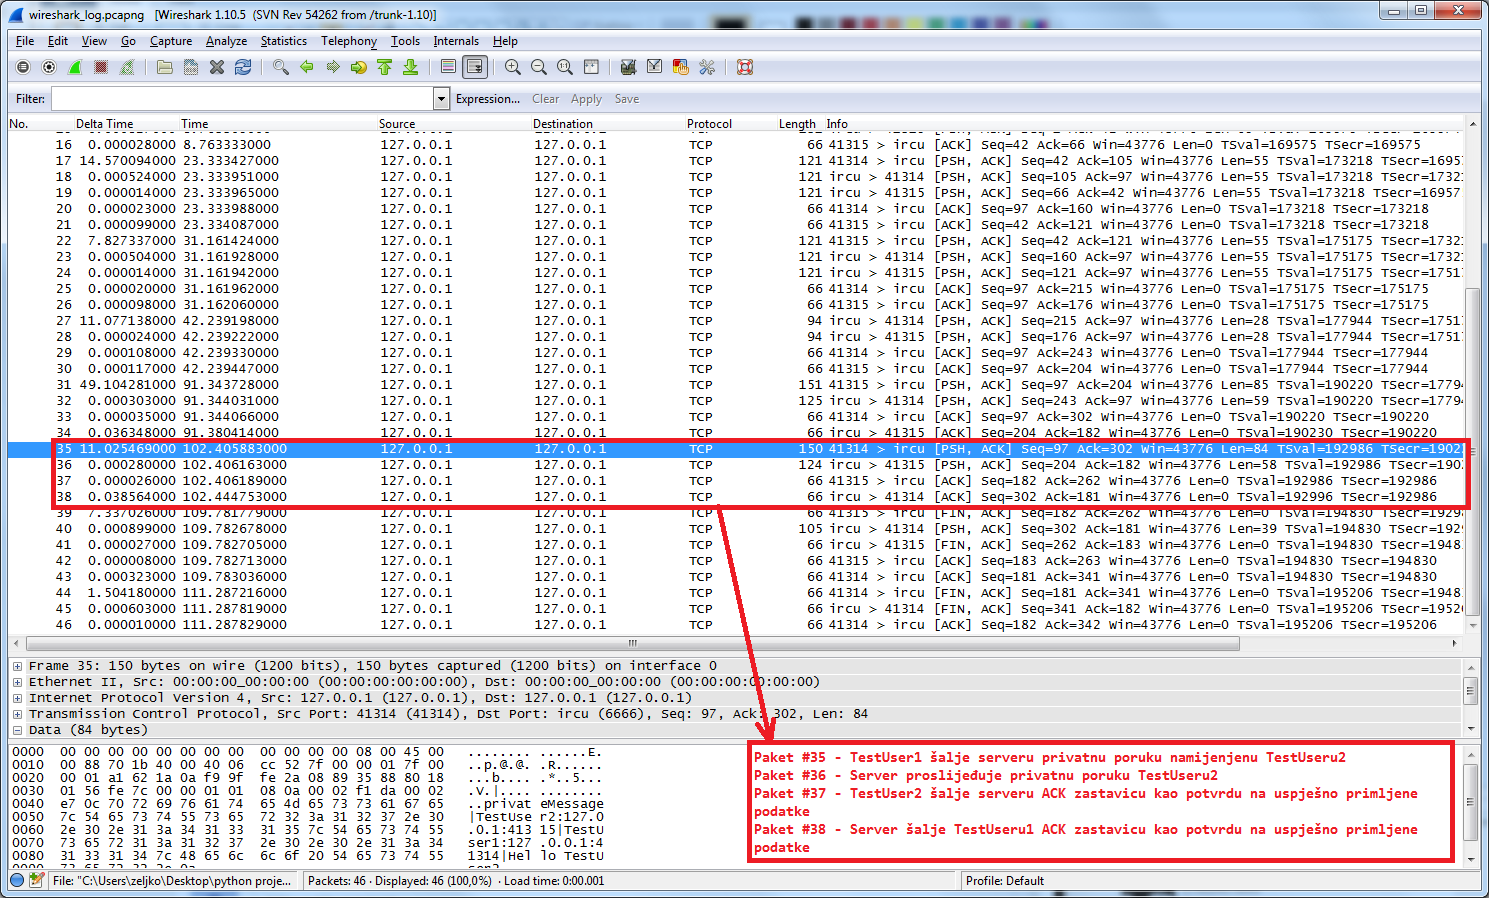 wireshark_log.pcapng [Wireshark 1.10.5 (SVN Rev 54262 from /trunk-1.10)]
File Edit View Go Capture Analyze Statistics Telephony Tools Internals Help
Filter: Expression... Clear Apply Save
No. Delta Time Time Source Destination Protocol Length Info
16 0.000028000 8.763333000 127.0.0.1 127.0.0.1 TCP 66 41315 > ircu [ACK] Seq=42 Ack=66 Win=43776 Len=0 TSval=169575 TSecr=169575
17 14.570094000 23.333427000 127.0.0.1 127.0.0.1 TCP 121 41314 > ircu [PSH, ACK] Seq=42 Ack=105 Win=43776 Len=55 TSval=173218 TSecr=1695
18 0.000524000 23.333951000 127.0.0.1 127.0.0.1 TCP 121 ircu > 41314 [PSH, ACK] Seq=105 Ack=97 Win=43776 Len=55 TSval=173218 TSecr=1732
19 0.000014000 23.333965000 127.0.0.1 127.0.0.1 TCP 121 ircu > 41315 [PSH, ACK] Seq=66 Ack=42 Win=43776 Len=55 TSval=173218 TSecr=16957
20 0.000023000 23.333988000 127.0.0.1 127.0.0.1 TCP 66 41314 > ircu [ACK] Seq=97 Ack=160 Win=43776 Len=0 TSval=173218 TSecr=173218
21 0.000099000 23.334087000 127.0.0.1 127.0.0.1 TCP 66 41315 > ircu [ACK] Seq=42 Ack=121 Win=43776 Len=0 TSval=173218 TSecr=173218
22 7.827337000 31.161424000 127.0.0.1 127.0.0.1 TCP 121 41315 > ircu [PSH, ACK] Seq=42 Ack=121 Win=43776 Len=55 TSval=175175 TSecr=1732
23 0.000504000 31.161928000 127.0.0.1 127.0.0.1 TCP 121 ircu > 41314 [PSH, ACK] Seq=160 Ack=97 Win=43776 Len=55 TSval=175175 TSecr=1732
24 0.000014000 31.161942000 127.0.0.1 127.0.0.1 TCP 121 ircu > 41315 [PSH, ACK] Seq=121 Ack=97 Win=43776 Len=55 TSval=175175 TSecr=1751
25 0.000020000 31.161962000 127.0.0.1 127.0.0.1 TCP 66 41314 > ircu [ACK] Seq=97 Ack=215 Win=43776 Len=0 TSval=175175 TSecr=175175
26 0.000098000 31.162060000 127.0.0.1 127.0.0.1 TCP 66 41315 > ircu [ACK] Seq=97 Ack=176 Win=43776 Len=0 TSval=175175 TSecr=175175
27 11.077138000 42.239198000 127.0.0.1 127.0.0.1 TCP 94 ircu > 41314 [PSH, ACK] Seq=215 Ack=97 Win=43776 Len=28 TSval=177944 TSecr=1751
28 0.000024000 42.239222000 127.0.0.1 127.0.0.1 TCP 94 ircu > 41315 [PSH, ACK] Seq=176 Ack=97 Win=43776 Len=28 TSval=177944 TSecr=1751
29 0.000108000 42.239330000 127.0.0.1 127.0.0.1 TCP 66 41314 > ircu [ACK] Seq=97 Ack=243 Win=43776 Len=0 TSval=177944 TSecr=177944
30 0.000117000 42.239447000 127.0.0.1 127.0.0.1 TCP 66 41315 > ircu [ACK] Seq=97 Ack=204 Win=43776 Len=0 TSval=177944 TSecr=177944
31 49.104281000 91.343728000 127.0.0.1 127.0.0.1 TCP 151 41315 > ircu [PSH, ACK] Seq=97 Ack=204 Win=43776 Len=85 TSval=190220 TSecr=1779
32 0.000303000 91.344031000 127.0.0.1 127.0.0.1 TCP 125 ircu > 41314 [PSH, ACK] Seq=243 Ack=97 Win=43776 Len=59 TSval=190220 TSecr=1779
33 0.000035000 91.344066000 127.0.0.1 127.0.0.1 TCP 66 41314 > ircu [ACK] Seq=97 Ack=302 Win=43776 Len=0 TSval=190220 TSecr=190220
34 0.036348000 91.380414000 127.0.0.1 127.0.0.1 TCP 66 ircu > 41315 [ACK] Seq=204 Ack=182 Win=43776 Len=0 TSval=190230 TSecr=190220
35 11.025469000 102.405883000 127.0.0.1 127.0.0.1 TCP 150 41314 > ircu [PSH, ACK] Seq=97 Ack=302 Win=43776 Len=84 TSval=192986 TSecr=1902
36 0.000280000 102.406163000 127.0.0.1 127.0.0.1 TCP 124 ircu > 41315 [PSH, ACK] Seq=204 Ack=182 Win=43776 Len=58 TSval=192986 TSecr=1902
37 0.000026000 102.406189000 127.0.0.1 127.0.0.1 TCP 66 41315 > ircu [ACK] Seq=182 Ack=262 Win=43776 Len=0 TSval=192986 TSecr=192986
38 0.038564000 102.444753000 127.0.0.1 127.0.0.1 TCP 66 ircu > 41314 [ACK] Seq=302 Ack=181 Win=43776 Len=0 TSval=192996 TSecr=192986
39 7.337026000 109.781779000 127.0.0.1 127.0.0.1 TCP 66 41315 > ircu [FIN, ACK] Seq=182 Ack=262 Win=43776 Len=0 TSval=194830 TSecr=1929
40 0.000899000 109.782678000 127.0.0.1 127.0.0.1 TCP 105 ircu > 41314 [PSH, ACK] Seq=302 Ack=181 Win=43776 Len=39 TSval=194830 TSecr=1929
41 0.000027000 109.782705000 127.0.0.1 127.0.0.1 TCP 66 ircu > 41315 [FIN, ACK] Seq=262 Ack=183 Win=43776 Len=0 TSval=194830 TSecr=1948
42 0.000008000 109.782713000 127.0.0.1 127.0.0.1 TCP 66 41315 > ircu [ACK] Seq=183 Ack=263 Win=43776 Len=0 TSval=194830 TSecr=194830
43 0.000323000 109.783036000 127.0.0.1 127.0.0.1 TCP 66 41314 > ircu [ACK] Seq=181 Ack=341 Win=43776 Len=0 TSval=194830 TSecr=194830
44 1.504180000 111.287216000 127.0.0.1 127.0.0.1 TCP 66 41314 > ircu [FIN, ACK] Seq=181 Ack=341 Win=43776 Len=0 TSval=195206 TSecr=1948
45 0.000603000 111.287819000 127.0.0.1 127.0.0.1 TCP 66 ircu > 41314 [FIN, ACK] Seq=341 Ack=182 Win=43776 Len=0 TSval=195206 TSecr=1952
46 0.000010000 111.287829000 127.0.0.1 127.0.0.1 TCP 66 41314 > ircu [ACK] Seq=182 Ack=342 Win=43776 Len=0 TSval=195206 TSecr=195206
Frame 35: 150 bytes on wire (1200 bits), 150 bytes captured (1200 bits) on interface 0
Ethernet II, Src: 00:00:00_00:00:00 (00:00:00:00:00:00), Dst: 00:00:00_00:00:00 (00:00:00:00:00:00)
Internet Protocol Version 4, Src: 127.0.0.1 (127.0.0.1), Dst: 127.0.0.1 (127.0.0.1)
Transmission Control Protocol, Src Port: 41314 (41314), Dst Port: ircu (6666), Seq: 97, Ack: 302, Len: 84
Data (84 bytes)
0000 00 00 00 00 00 00 00 00 00 00 00 00 08 00 45 00 ........ ......E.
0010 00 88 70 1b 40 00 40 06 cc 52 7f 00 00 01 7f 00 ..p.@.@. .R......
0020 00 01 a1 62 1a 0a f9 9f fe 2a 08 89 35 88 80 18 ...b.... .*..5...
0030 01 56 fe 7c 00 00 01 01 08 0a 00 02 f1 da 00 02 .V.|.... ........
0040 e7 0c 70 72 69 76 61 74 65 4d 65 73 73 61 67 65 ..privat eMessage
0050 7c 54 65 73 74 55 73 65 72 32 3a 31 32 37 2e 30 |TestUse r2:127.0
0060 2e 30 2e 31 3a 34 31 33 31 35 7c 54 65 73 74 55 .0.1:413 15|TestU
0070 73 65 72 31 3a 31 32 37 2e 30 2e 30 2e 31 3a 34 ser1:127 .0.0.1:4
0080 31 33 31 34 7c 48 65 6c 6c 6f 20 54 65 73 74 55 1314|Hel lo TestU
Paket #35 - TestUser1 šalje serveru privatnu poruku namijenjenu TestUseru2
Paket #36 - Server proslijeđuje privatnu poruku TestUseru2
Paket #37 - TestUser2 šalje serveru ACK zastavicu kao potvrdu na uspješno primljene
podatke
Paket #38 - Server šalje TestUseru1 ACK zastavicu kao potvrdu na uspješno primljene
podatke
File: "C:\Users\zeljko\Desktop\python proje... Packets: 46 · Displayed: 46 (100,0%) · Load time: 0:00.001 Profile: Default